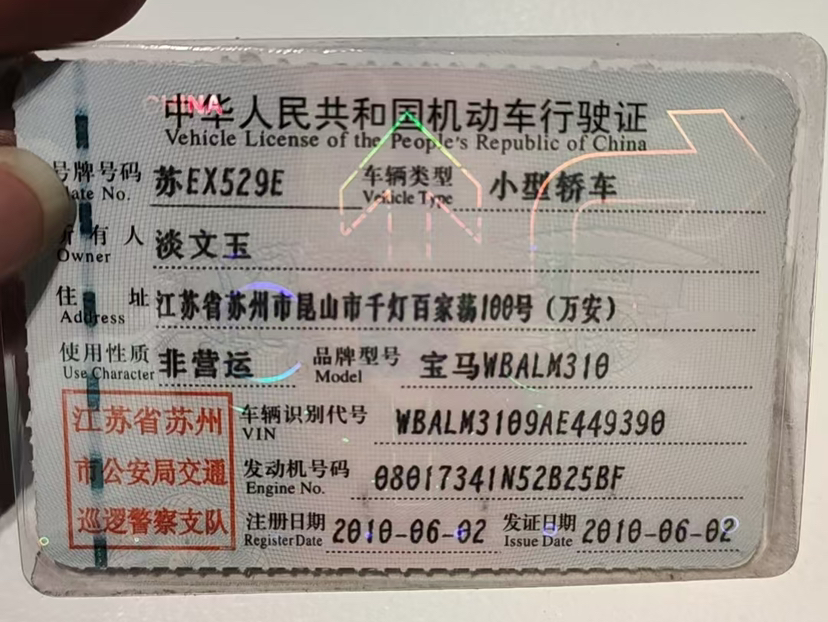 CHINA
中华人民共和国机动车行驶证
Vehicle License of the People's Republic of China
号牌号码 苏EX529E 车辆类型 小型轿车
Plate No. Vehicle Type
所有人 淡文玉
Owner
住址 江苏省苏州市昆山市千灯百家荡100号（万安）
Address
使用性质 非营运 品牌型号 宝马WBALM310
Use Character Model
江苏省苏州
市公安局交通
巡逻警察支队
车辆识别代号 WBALM3109AE449390
VIN
发动机号码 08017341N52B25BF
Engine No.
注册日期 2010-06-02 发证日期 2010-06-02
Register Date Issue Date